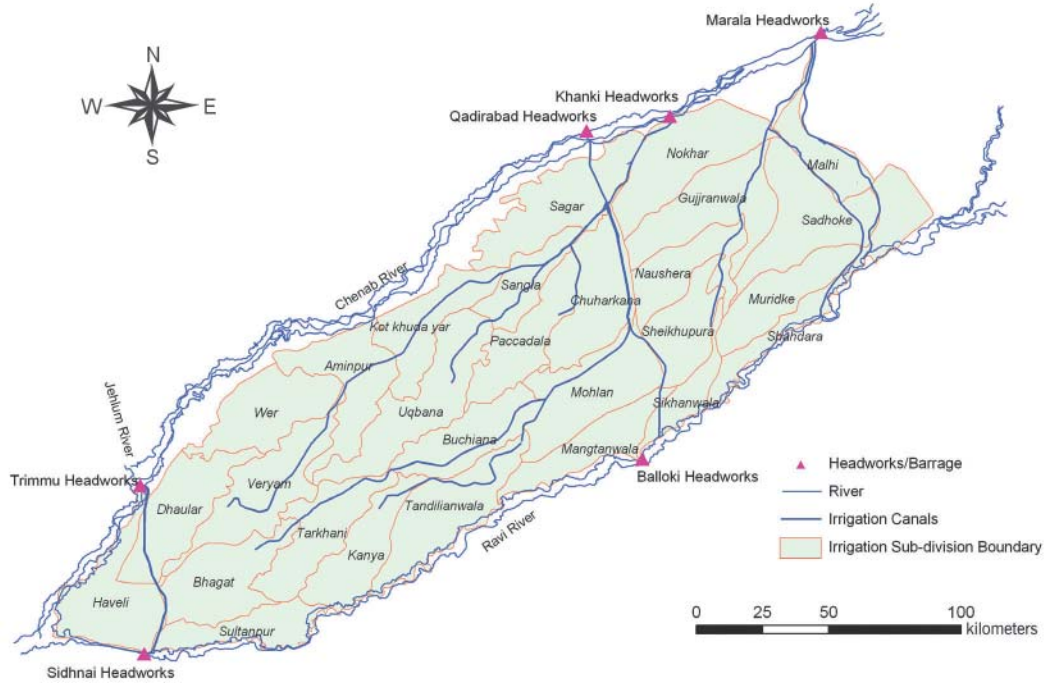 Marala Headworks
N
W E
S
Khanki Headworks
Qadirabad Headworks
Nokhar
Malhi
Sagar
Gujjranwala
Sadhoke
Chenab River
Sangla
Naushera
Chuharkana
Muridke
Kot khuda yar
Paccadala
Sheikhupura
Shahdara
Aminpur
Jehlum River
Wer
Uqbana
Mohlan
Sikhanwala
Buchiana
Mangtanwala
Balloki Headworks
Trimmu Headworks
Veryam
Dhaular
Tandilianwala
Tarkhani
Ravi River
Kanya
Bhagat
Haveli
Sultanpur
Sidhnai Headworks
Headworks/Barrage
River
Irrigation Canals
Irrigation Sub-division Boundary
0 25 50 100
kilometers